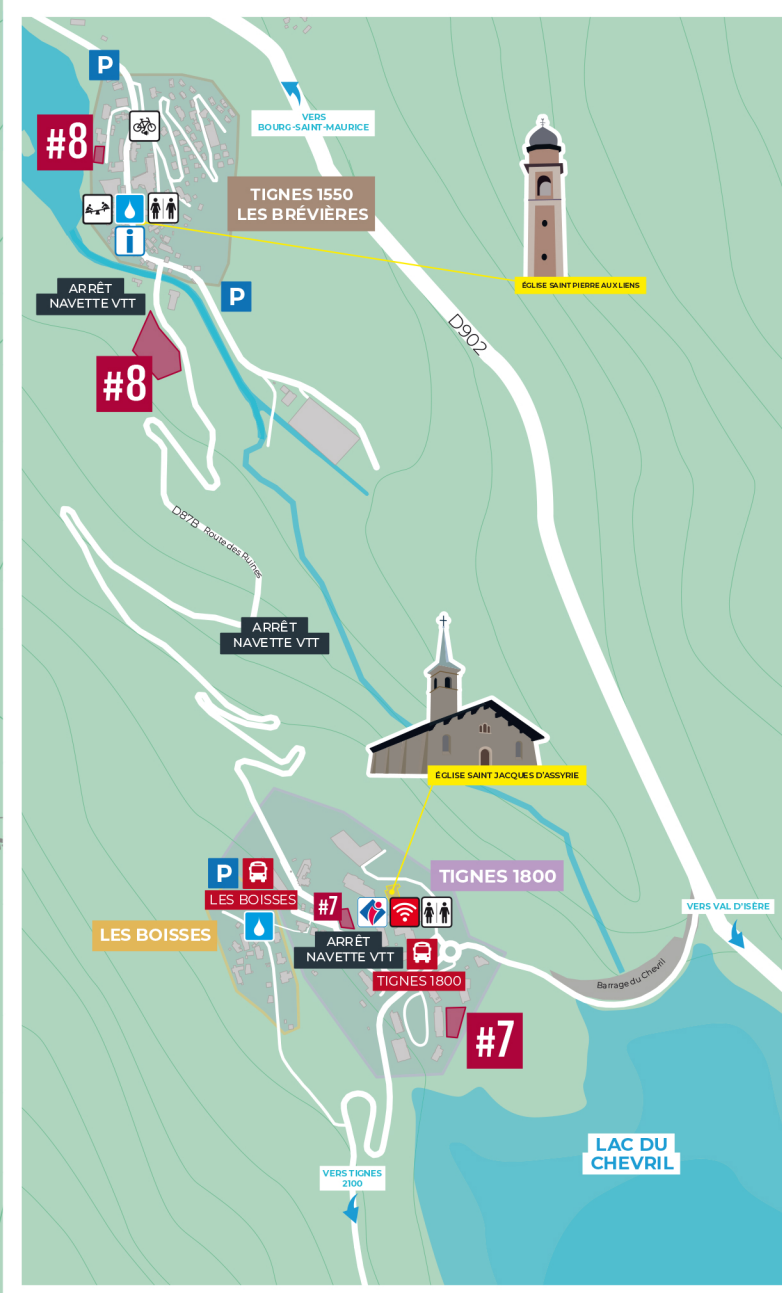 P
VERS
BOURG-SAINT-MAURICE
#8
TIGNES 1550
LES BRÉVIÈRES
i
ÉGLISE SAINT PIERRE AUX LIENS
ARRÊT
NAVETTE VTT
P
D902
#8
D87B Route des Ruines
ARRÊT
NAVETTE VTT
ÉGLISE SAINT JACQUES D'ASSYRIE
P
LES BOISSES
TIGNES 1800
#7
VERS VAL D'ISÈRE
LES BOISSES
ARRÊT
NAVETTE VTT
TIGNES 1800
Barrage du Chevril
#7
LAC DU
CHEVRIL
VERS TIGNES
2100